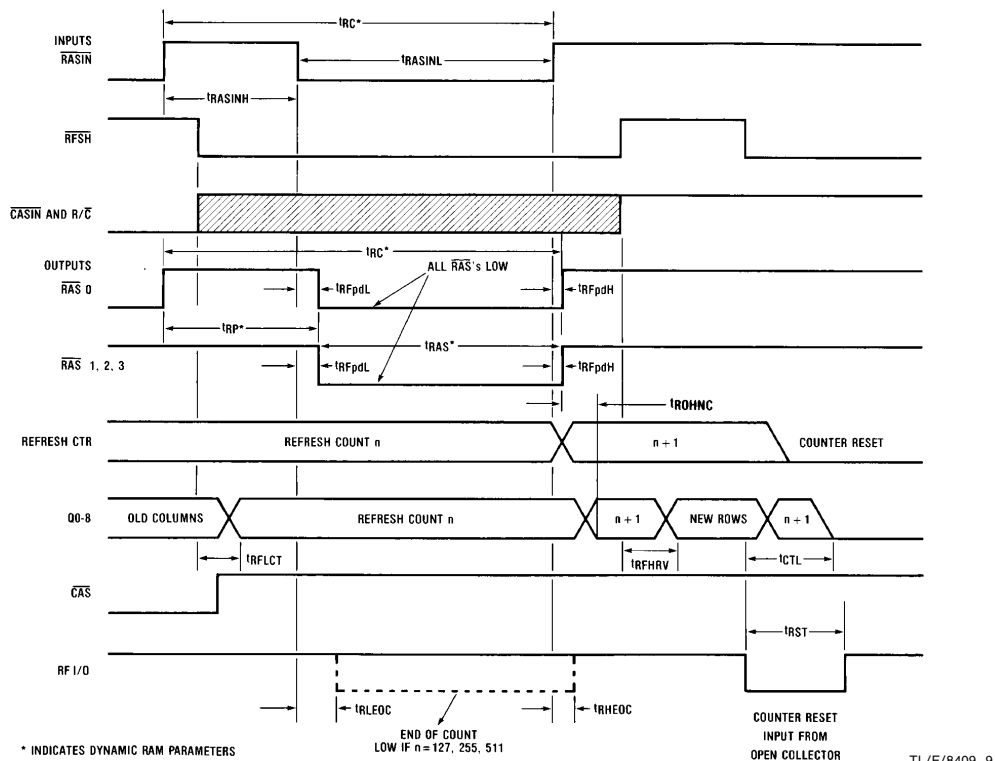 tRC*
INPUTS
RASIN
tRASINL
tRASINH
RFSH
CASIN AND R/C
tRC*
OUTPUTS
ALL RAS's LOW
RAS 0
tRFpdL
tRFpdH
tRP*
tRAS*
RAS 1, 2, 3
tRFpdL
tRFpdH
tROHNC
REFRESH CTR
REFRESH COUNT n
n + 1
COUNTER RESET
Q0-8
OLD COLUMNS
REFRESH COUNT n
n + 1
NEW ROWS
n + 1
tRFLCT
tRFHRV
tCTL
CAS
tRST
RF I/O
tRLEOC
tRHEOC
END OF COUNT
LOW IF n = 127, 255, 511
COUNTER RESET
INPUT FROM
OPEN COLLECTOR
* INDICATES DYNAMIC RAM PARAMETERS
TL/F/8409-9